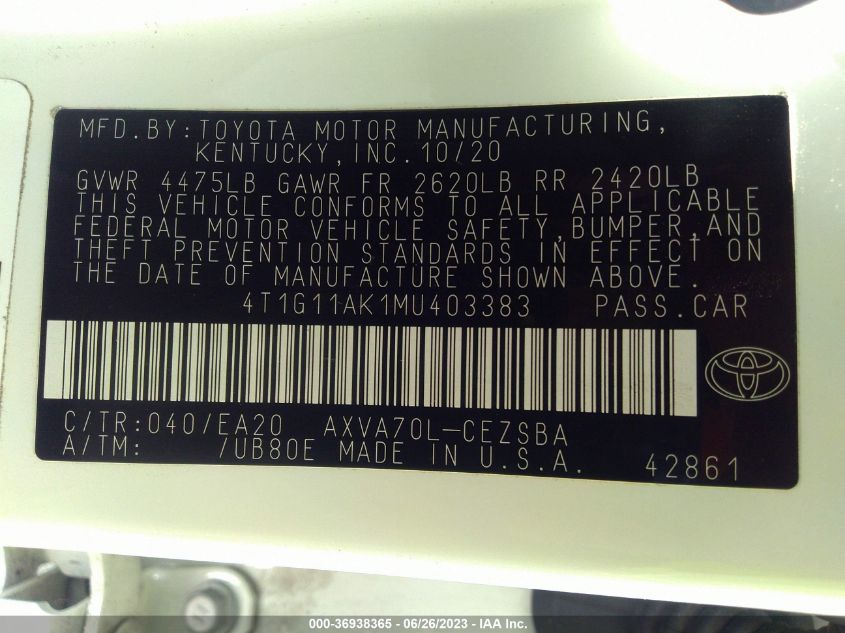 MFD.BY:TOYOTA MOTOR MANUFACTURING,
KENTUCKY,INC.10/20
GVWR 4475LB GAWR FR 2620LB RR 2420LB
THIS VEHICLE CONFORMS TO ALL APPLICABLE
FEDERAL MOTOR VEHICLE SAFETY,BUMPER,AND
THEFT PREVENTION STANDARDS IN EFFECT ON
THE DATE OF MANUFACTURE SHOWN ABOVE.
4T1G11AK1MU403383 PASS.CAR
C/TR:040/EA20 AXVA70L-CEZSBA
A/TM: /UB80E MADE IN U.S.A. 42861
000-36938365 - 06/26/2023 - IAA Inc.